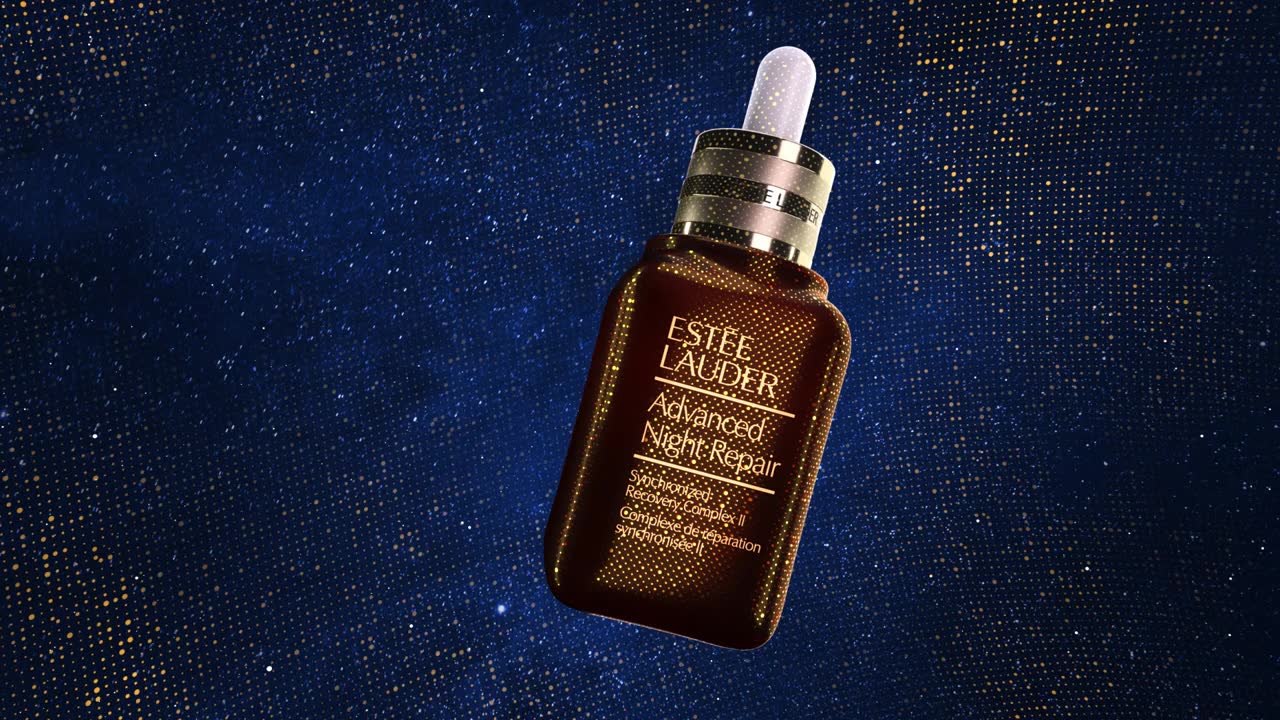 ESTĒE
LAUDER
Advanced
Night Repair
Synchronized
Recovery Complex II
Complexe de réparation
synchronisée II